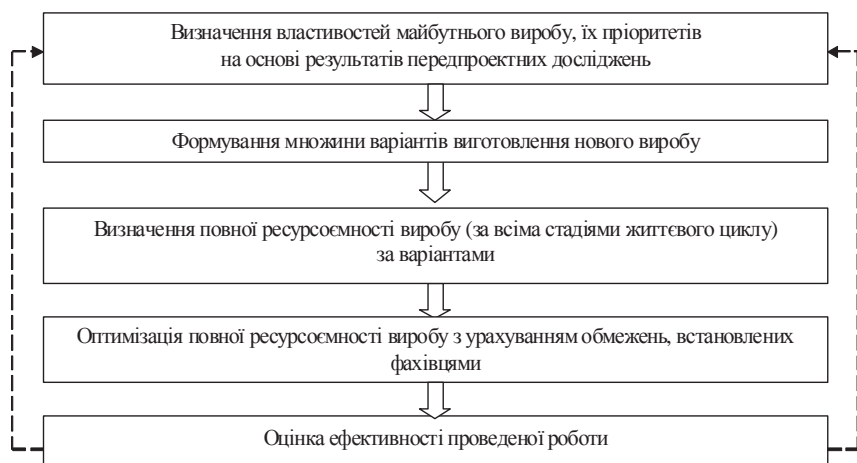 Визначення властивостей майбутнього виробу, їх пріоритетів
на основі результатів передпроектних досліджень
Формування множини варіантів виготовлення нового виробу
Визначення повної ресурсоємності виробу (за всіма стадіями життєвого циклу)
за варіантами
Оптимізація повної ресурсоємності виробу з урахуванням обмежень, встановлених
фахівцями
Оцінка ефективності проведеної роботи